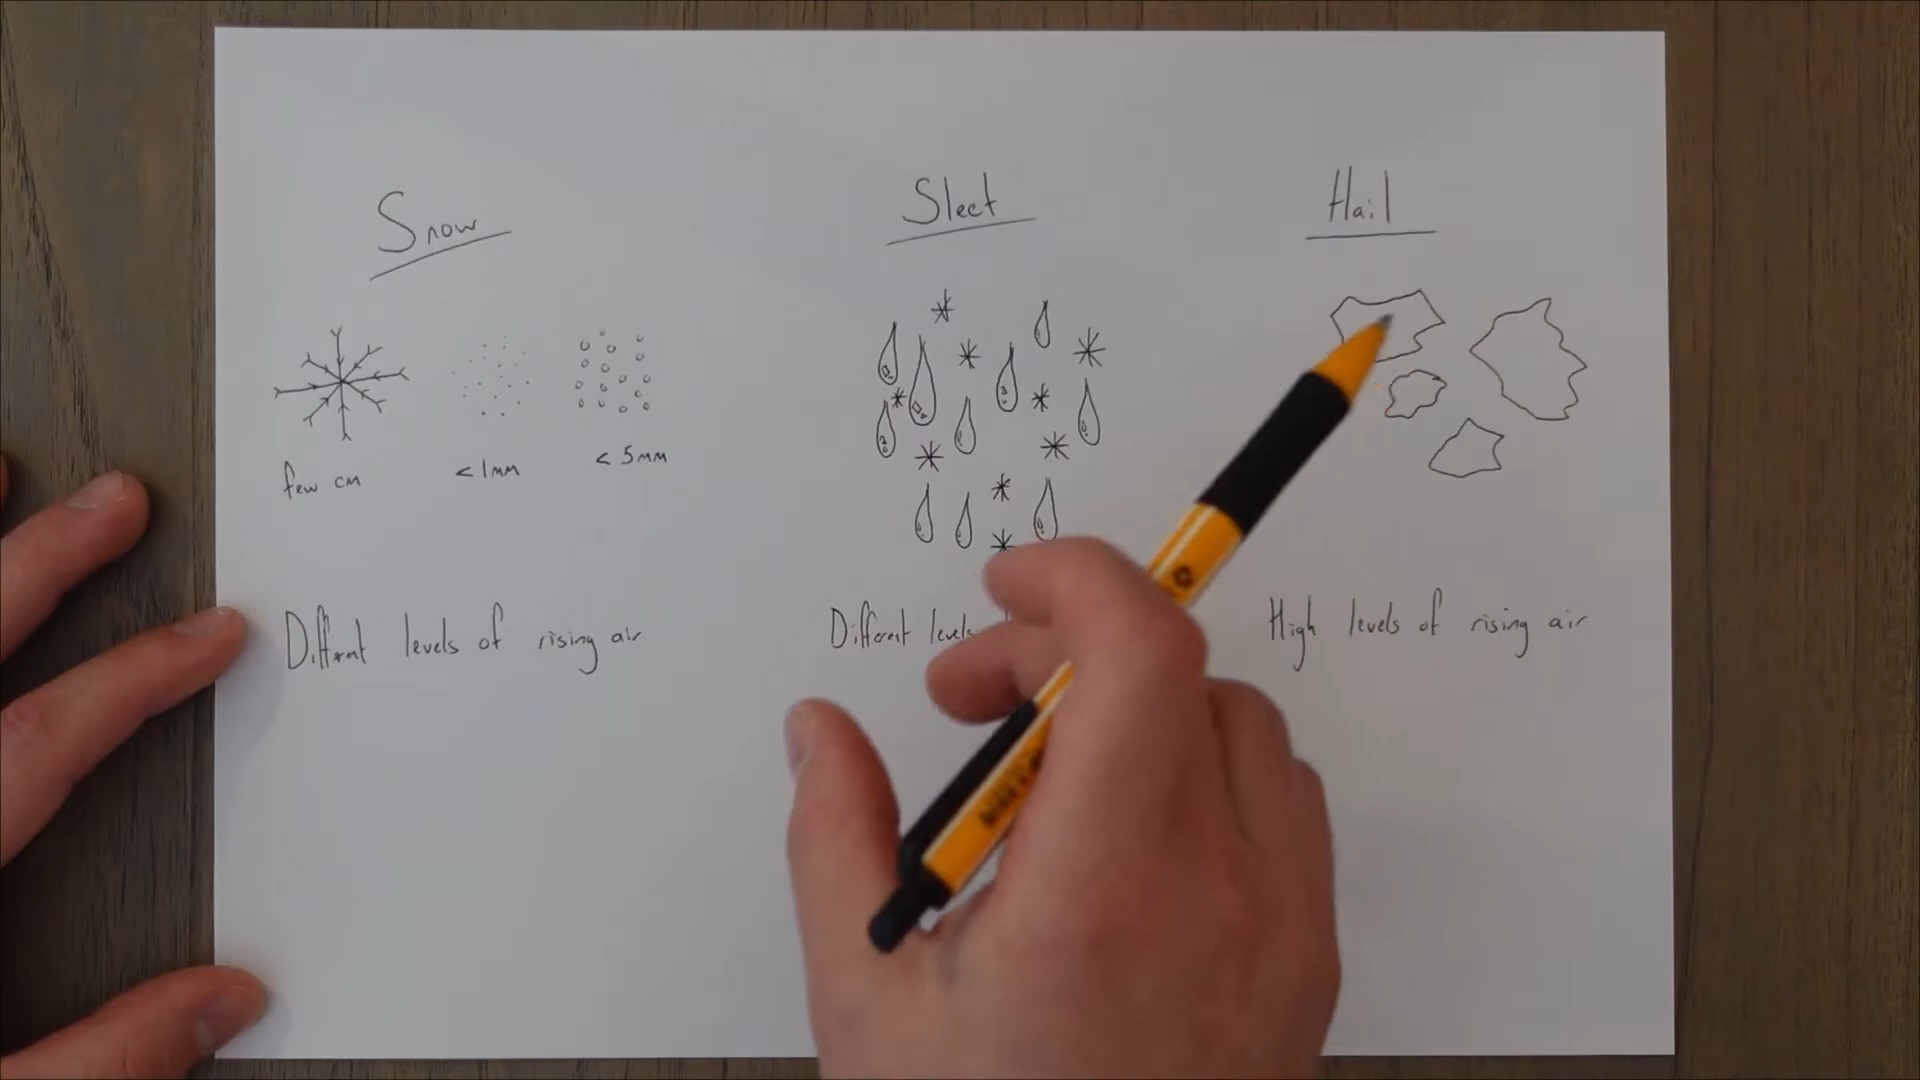 Snow
Sleet
Hail
few cm
<1mm
<5mm
Different levels of rising air
Different levels
High levels of rising air